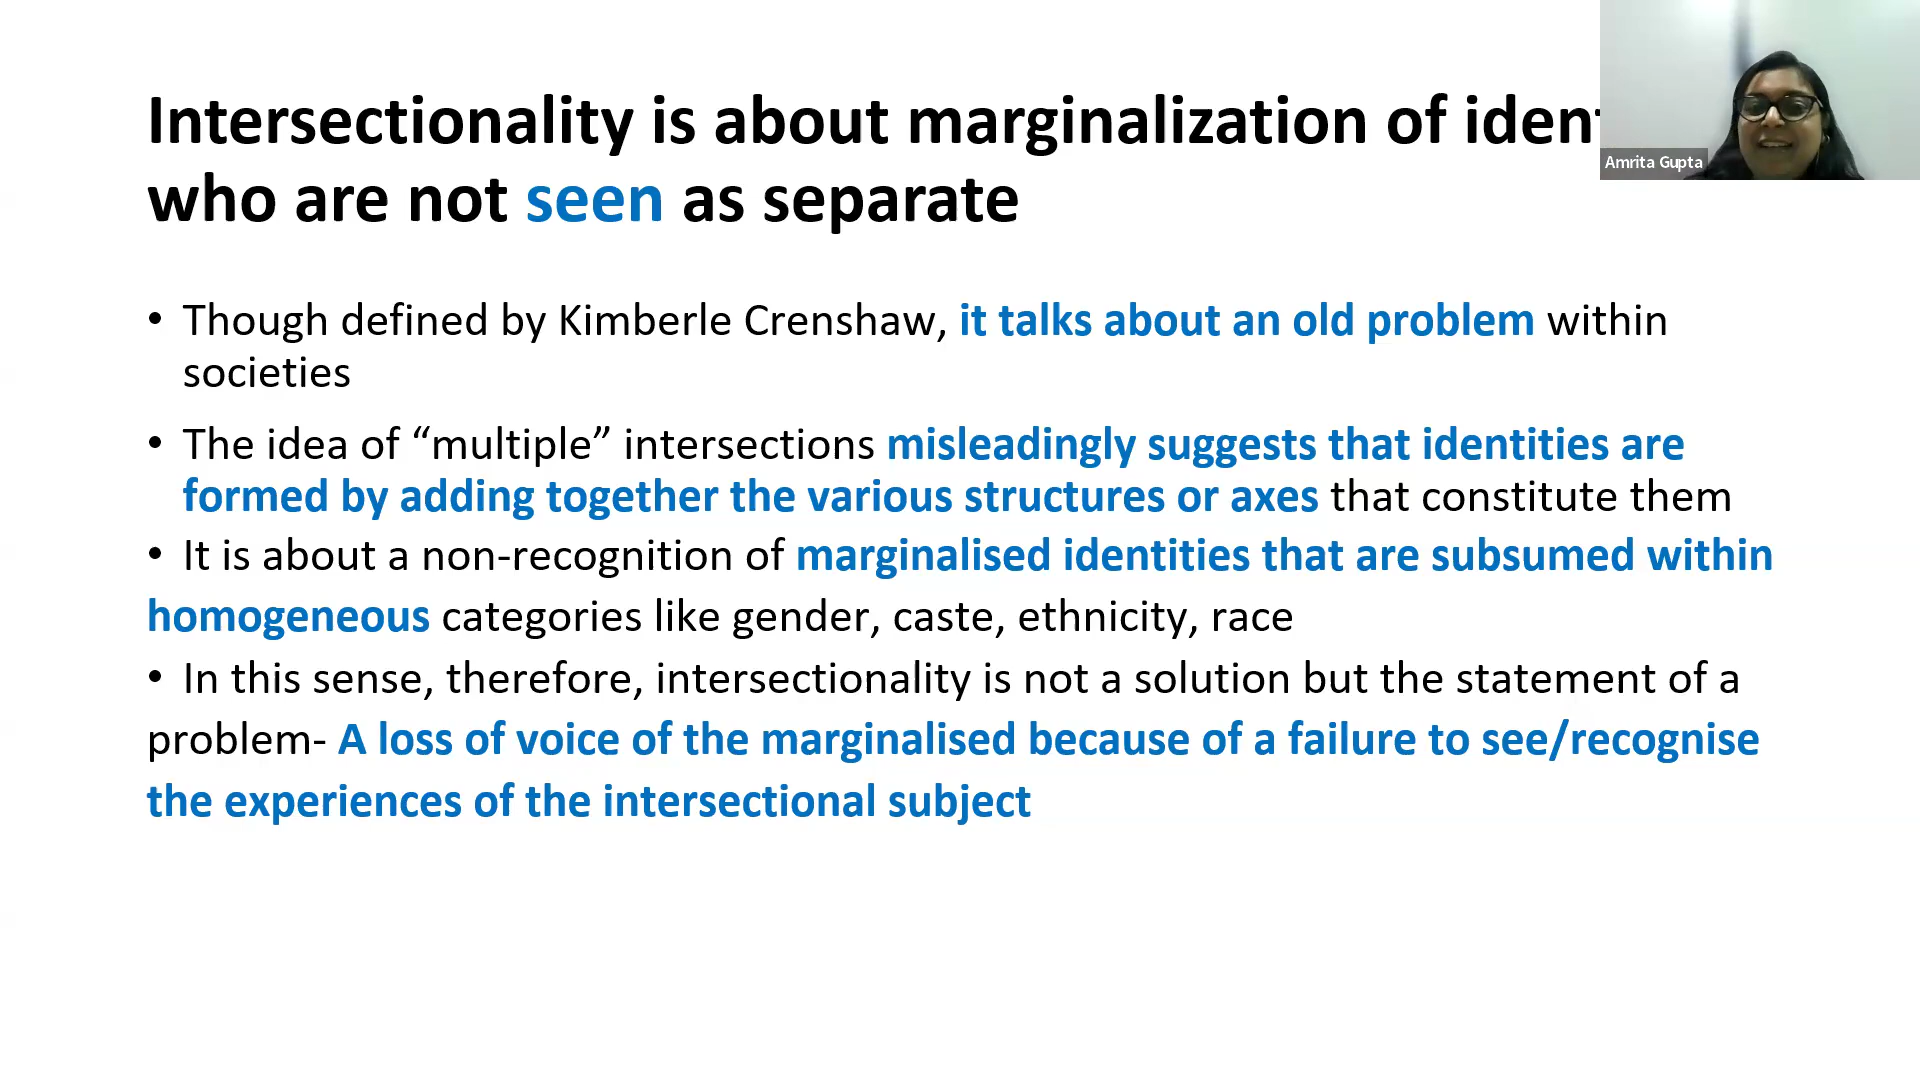 Intersectionality is about marginalization of
who are not seen as separate
Amrita Gupta
• Though defined by Kimberle Crenshaw, it talks about an old problem within
societies
• The idea of “multiple” intersections misleadingly suggests that identities are
formed by adding together the various structures or axes that constitute them
• It is about a non-recognition of marginalised identities that are subsumed within
homogeneous categories like gender, caste, ethnicity, race
• In this sense, therefore, intersectionality is not a solution but the statement of a
problem- A loss of voice of the marginalised because of a failure to see/recognise
the experiences of the intersectional subject